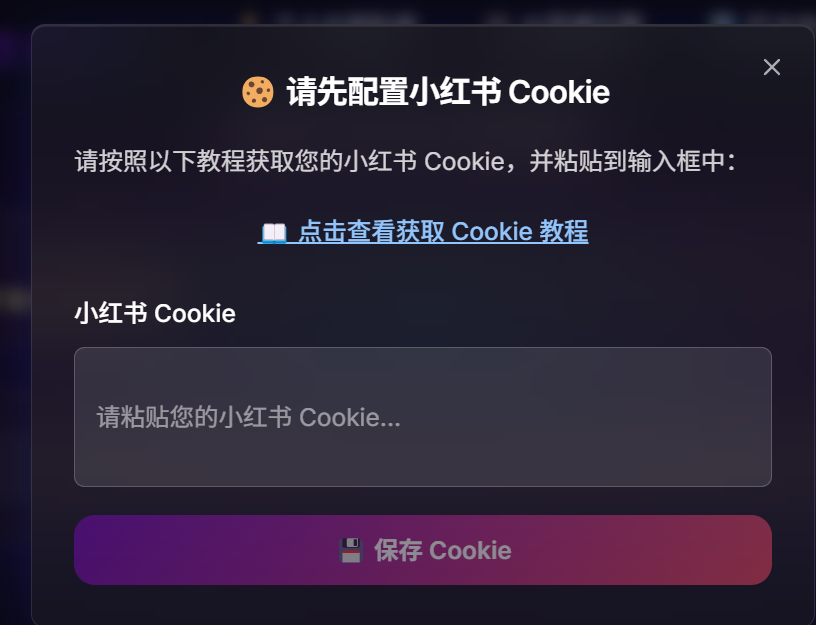 🍪 请先配置小红书 Cookie
请按照以下教程获取您的小红书 Cookie，并粘贴到输入框中：
📖 点击查看获取 Cookie 教程
小红书 Cookie
请粘贴您的小红书 Cookie...
💾 保存 Cookie